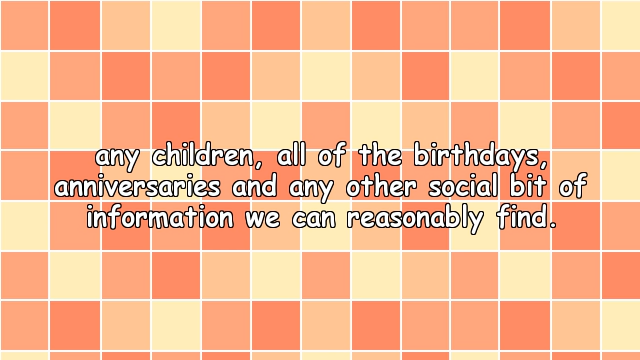 any children, all of the birthdays,
anniversaries and any other social bit of
information we can reasonably find.